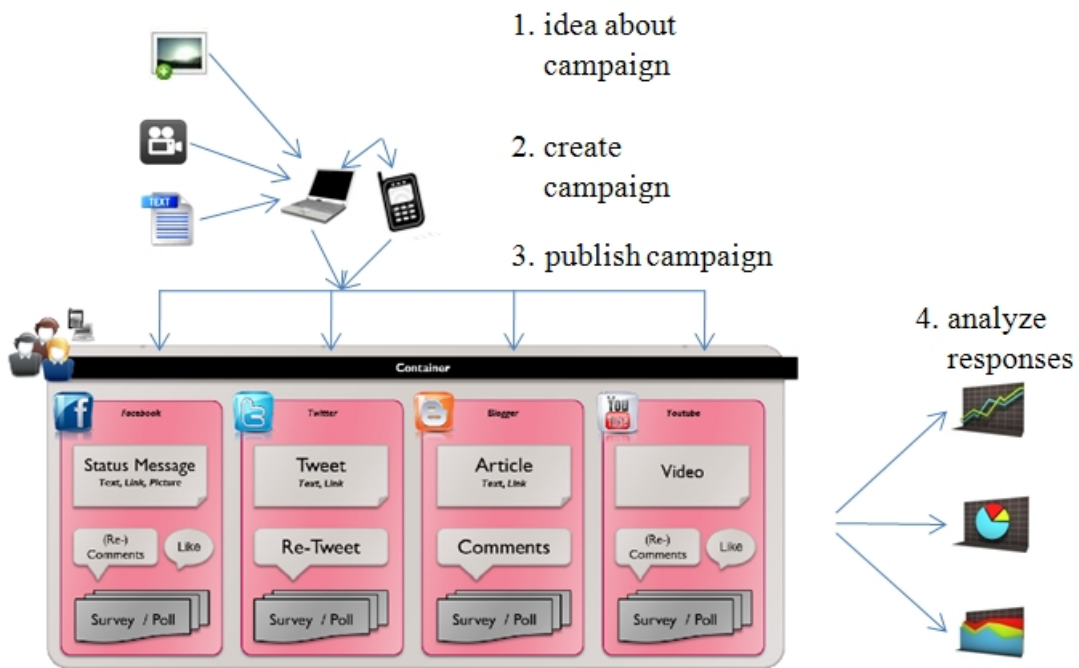 1. idea about
campaign
2. create
campaign
TEXT
3. publish campaign
4. analyze
responses
Container
Facebook
Twitter
Blogger
Youtube
You
Tube
Status Message
Text, Link, Picture
Tweet
Text, Link
Article
Text, Link
Video
(Re-)
Comments
Like
Re-Tweet
Comments
(Re-)
Comments
Like
Survey / Poll
Survey / Poll
Survey / Poll
Survey / Poll